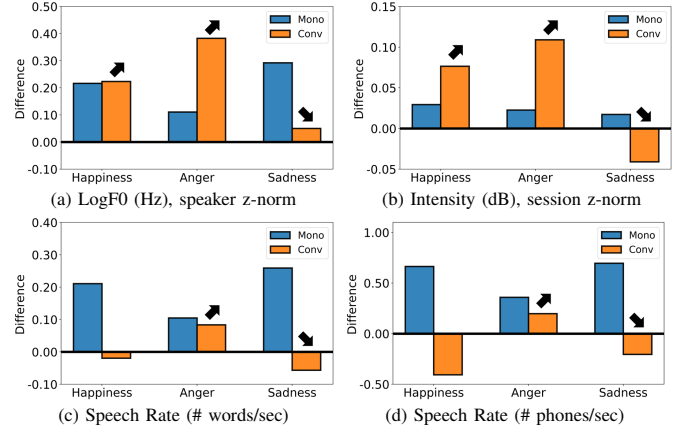 0.50
0.40
0.30
0.20
0.10
0.00
-0.10
Difference
Mono
Conv
Happiness Anger Sadness
(a) LogF0 (Hz), speaker z-norm
0.15
0.10
0.05
0.00
-0.05
Difference
Mono
Conv
Happiness Anger Sadness
(b) Intensity (dB), session z-norm
0.40
0.30
0.20
0.10
0.00
-0.10
Difference
Mono
Conv
Happiness Anger Sadness
(c) Speech Rate (# words/sec)
1.00
0.50
0.00
-0.50
Difference
Mono
Conv
Happiness Anger Sadness
(d) Speech Rate (# phones/sec)